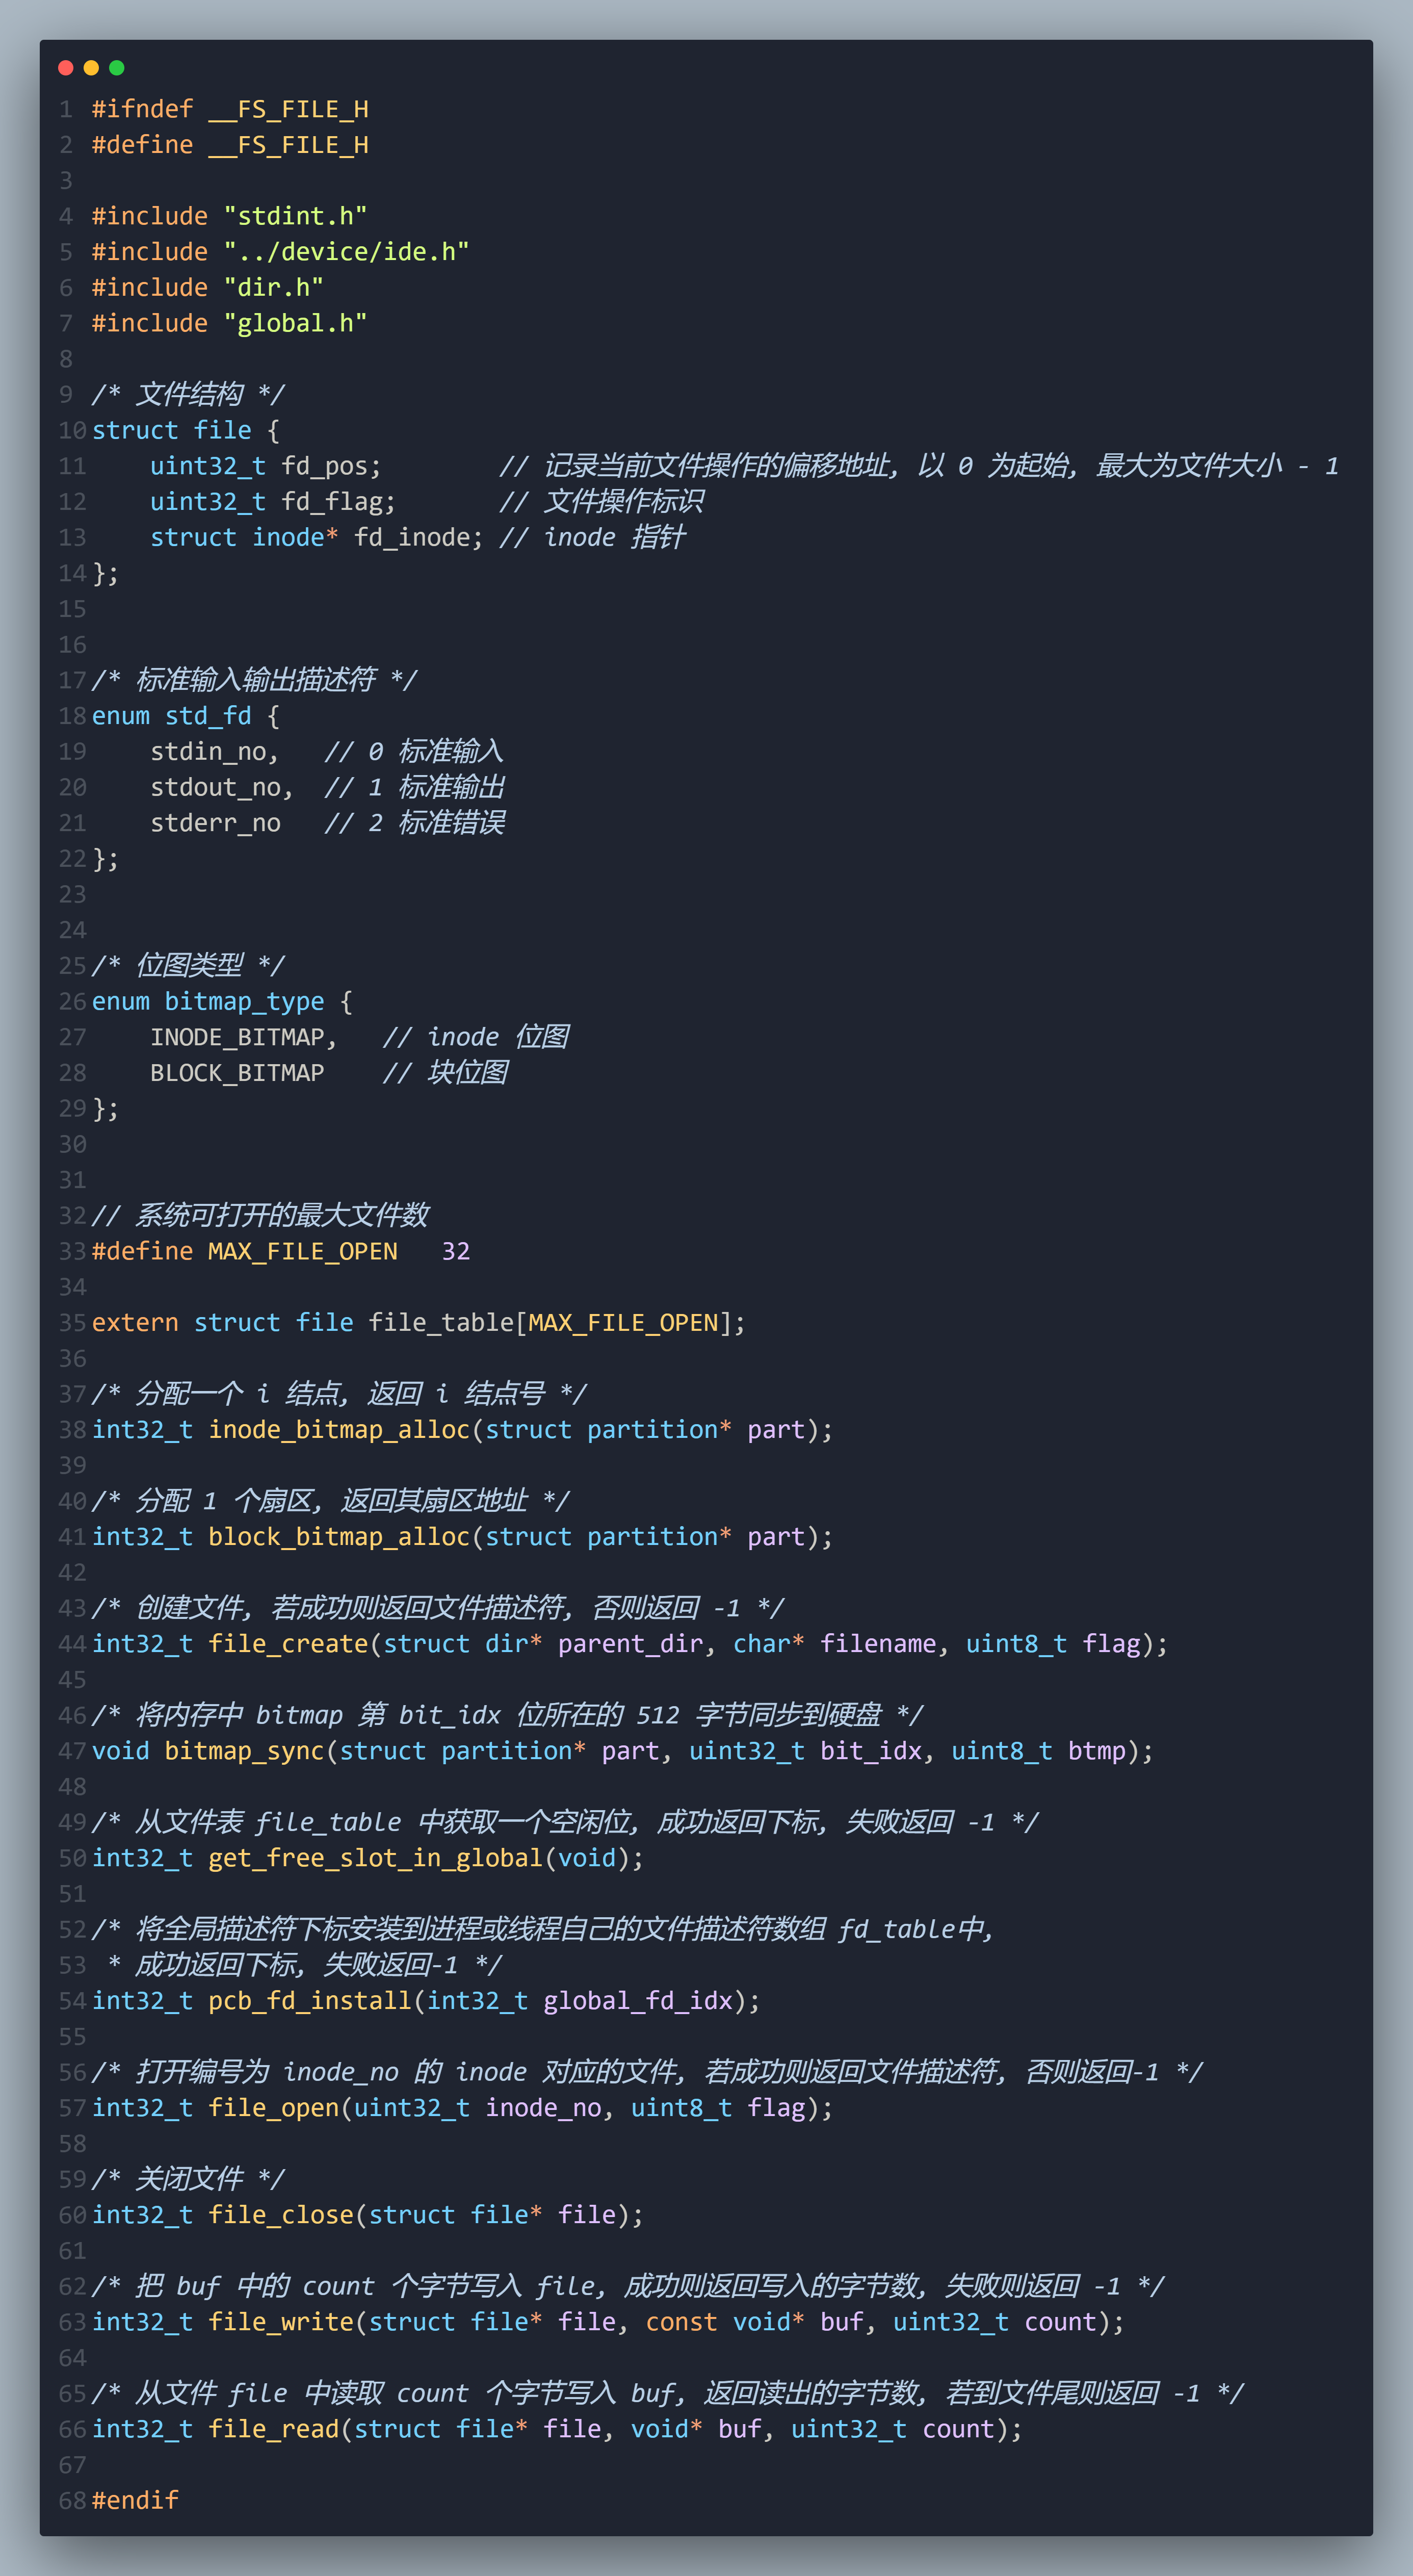 1 #ifndef __FS_FILE_H
2 #define __FS_FILE_H
3
4 #include "stdint.h"
5 #include "../device/ide.h"
6 #include "dir.h"
7 #include "global.h"
8
9 /* 文件结构 */
10 struct file {
11     uint32_t fd_pos;        // 记录当前文件操作的偏移地址, 以 0 为起始, 最大为文件大小 - 1
12     uint32_t fd_flag;       // 文件操作标识
13     struct inode* fd_inode; // inode 指针
14 };
15
16
17 /* 标准输入输出描述符 */
18 enum std_fd {
19     stdin_no,   // 0 标准输入
20     stdout_no,  // 1 标准输出
21     stderr_no   // 2 标准错误
22 };
23
24
25 /* 位图类型 */
26 enum bitmap_type {
27     INODE_BITMAP,   // inode 位图
28     BLOCK_BITMAP    // 块位图
29 };
30
31
32 // 系统可打开的最大文件数
33 #define MAX_FILE_OPEN   32
34
35 extern struct file file_table[MAX_FILE_OPEN];
36
37 /* 分配一个 i 结点, 返回 i 结点号 */
38 int32_t inode_bitmap_alloc(struct partition* part);
39
40 /* 分配 1 个扇区, 返回其扇区地址 */
41 int32_t block_bitmap_alloc(struct partition* part);
42
43 /* 创建文件, 若成功则返回文件描述符, 否则返回 -1 */
44 int32_t file_create(struct dir* parent_dir, char* filename, uint8_t flag);
45
46 /* 将内存中 bitmap 第 bit_idx 位所在的 512 字节同步到硬盘 */
47 void bitmap_sync(struct partition* part, uint32_t bit_idx, uint8_t btmp);
48
49 /* 从文件表 file_table 中获取一个空闲位, 成功返回下标, 失败返回 -1 */
50 int32_t get_free_slot_in_global(void);
51
52 /* 将全局描述符下标安装到进程或线程自己的文件描述符数组 fd_table中,
53  * 成功返回下标, 失败返回-1 */
54 int32_t pcb_fd_install(int32_t global_fd_idx);
55
56 /* 打开编号为 inode_no 的 inode 对应的文件, 若成功则返回文件描述符, 否则返回-1 */
57 int32_t file_open(uint32_t inode_no, uint8_t flag);
58
59 /* 关闭文件 */
60 int32_t file_close(struct file* file);
61
62 /* 把 buf 中的 count 个字节写入 file, 成功则返回写入的字节数, 失败则返回 -1 */
63 int32_t file_write(struct file* file, const void* buf, uint32_t count);
64
65 /* 从文件 file 中读取 count 个字节写入 buf, 返回读出的字节数, 若到文件尾则返回 -1 */
66 int32_t file_read(struct file* file, void* buf, uint32_t count);
67
68 #endif